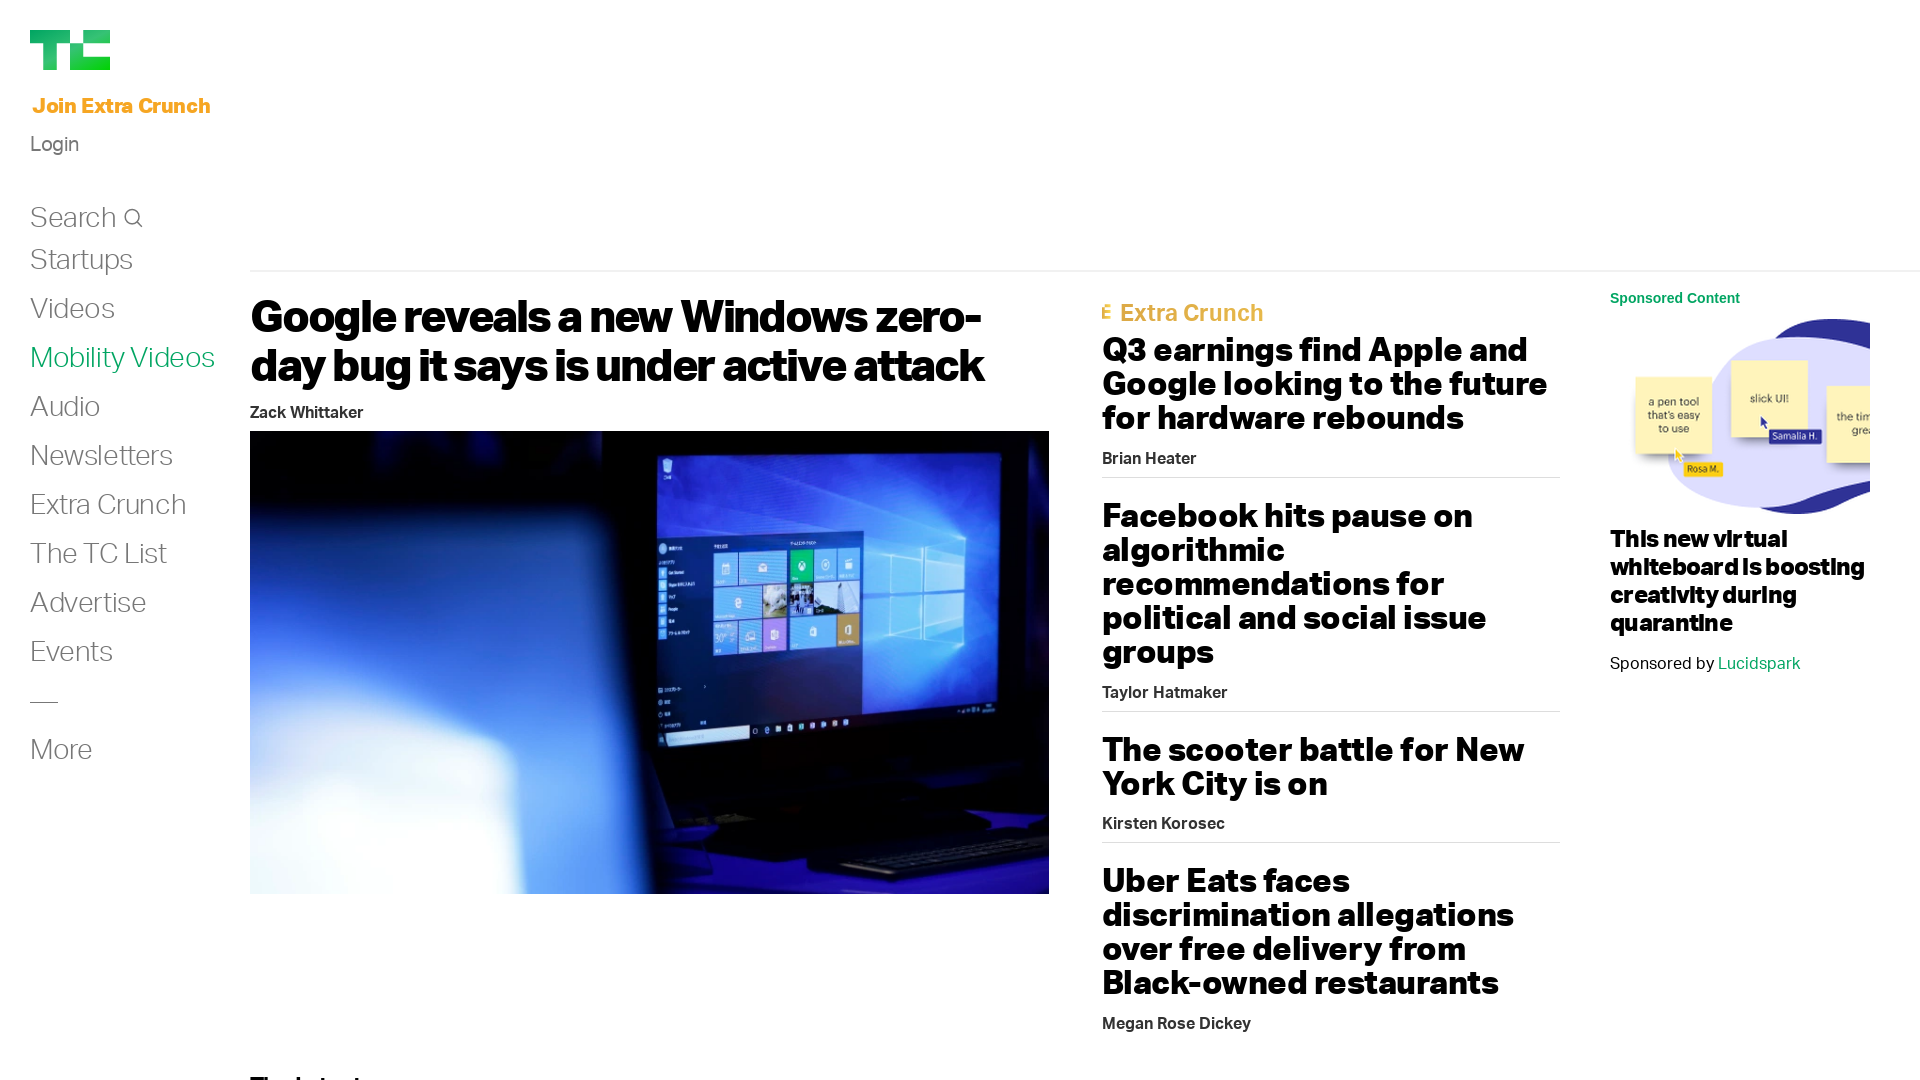 TC
Join Extra Crunch
Login
Search
Startups
Videos
Mobility Videos
Audio
Newsletters
Extra Crunch
The TC List
Advertise
Events
More
Google reveals a new Windows zero-
day bug it says is under active attack
Zack Whittaker
Extra Crunch
Q3 earnings find Apple and
Google looking to the future
for hardware rebounds
Brian Heater
Facebook hits pause on
algorithmic
recommendations for
political and social issue
groups
Taylor Hatmaker
The scooter battle for New
York City is on
Kirsten Korosec
Uber Eats faces
discrimination allegations
over free delivery from
Black-owned restaurants
Megan Rose Dickey
Sponsored Content
a pen tool
that's easy
to use
Rosa M.
slick UI!
Samalla H.
This new virtual
whiteboard is boosting
creativity during
quarantine
Sponsored by Lucidspark